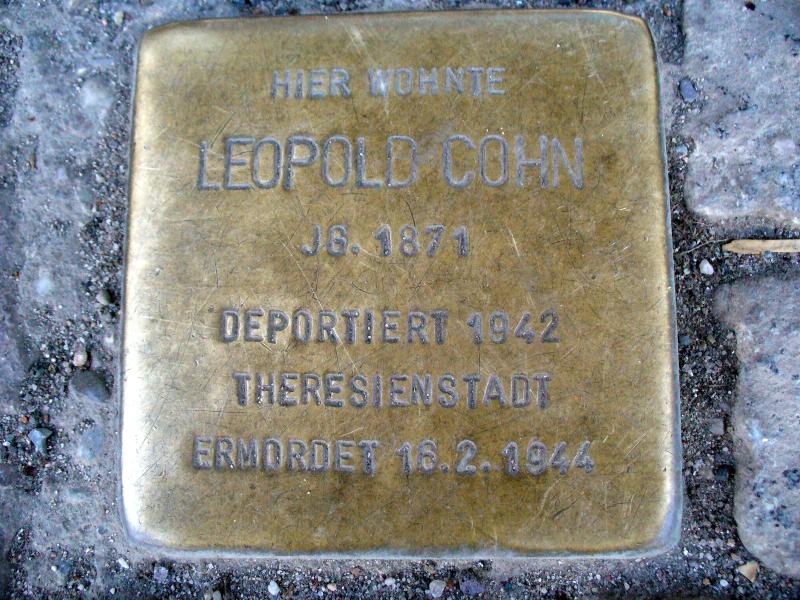 HIER WOHNTE
LEOPOLD COHN
JG. 1871
DEPORTIERT 1942
THERESIENSTADT
ERMORDET 16.2.1944